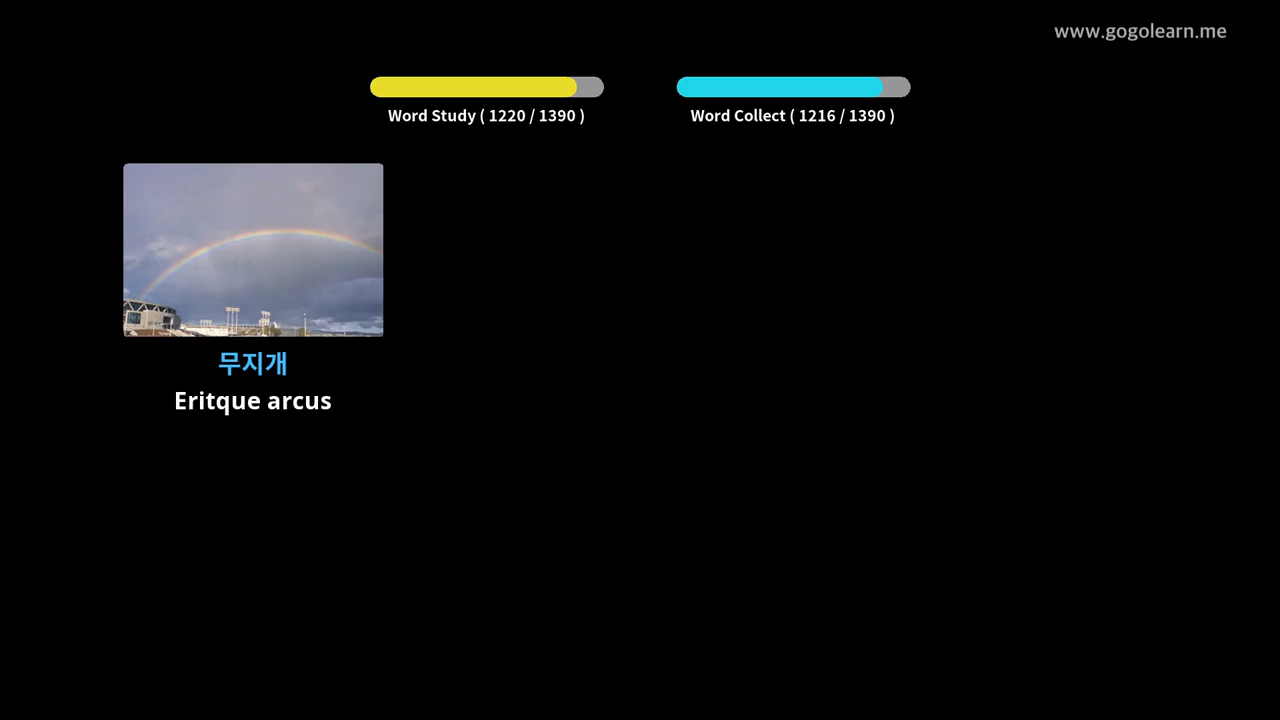 www.gogolearn.me
Word Study ( 1220 / 1390 )
Word Collect ( 1216 / 1390 )
무지개
Eritque arcus